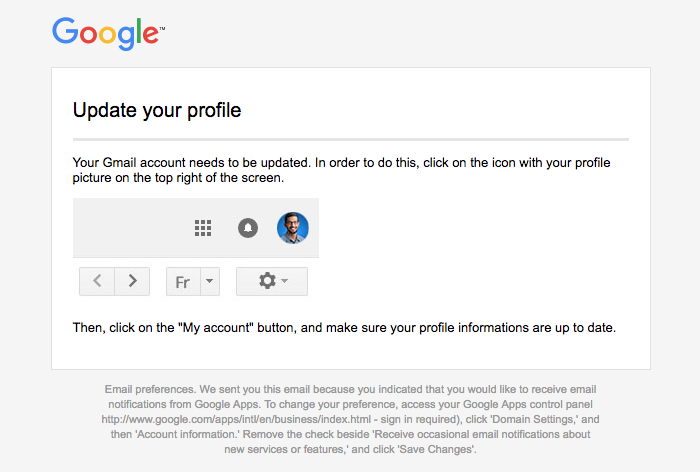 Google™
Update your profile
Your Gmail account needs to be updated. In order to do this, click on the icon with your profile
picture on the top right of the screen.
Fr
Then, click on the "My account" button, and make sure your profile informations are up to date.
Email preferences. We sent you this email because you indicated that you would like to receive email
notifications from Google Apps. To change your preference, access your Google Apps control panel
http://www.google.com/apps/intl/en/business/index.html - sign in required), click 'Domain Settings,' and
then 'Account information.' Remove the check beside 'Receive occasional email notifications about
new services or features,' and click 'Save Changes'.